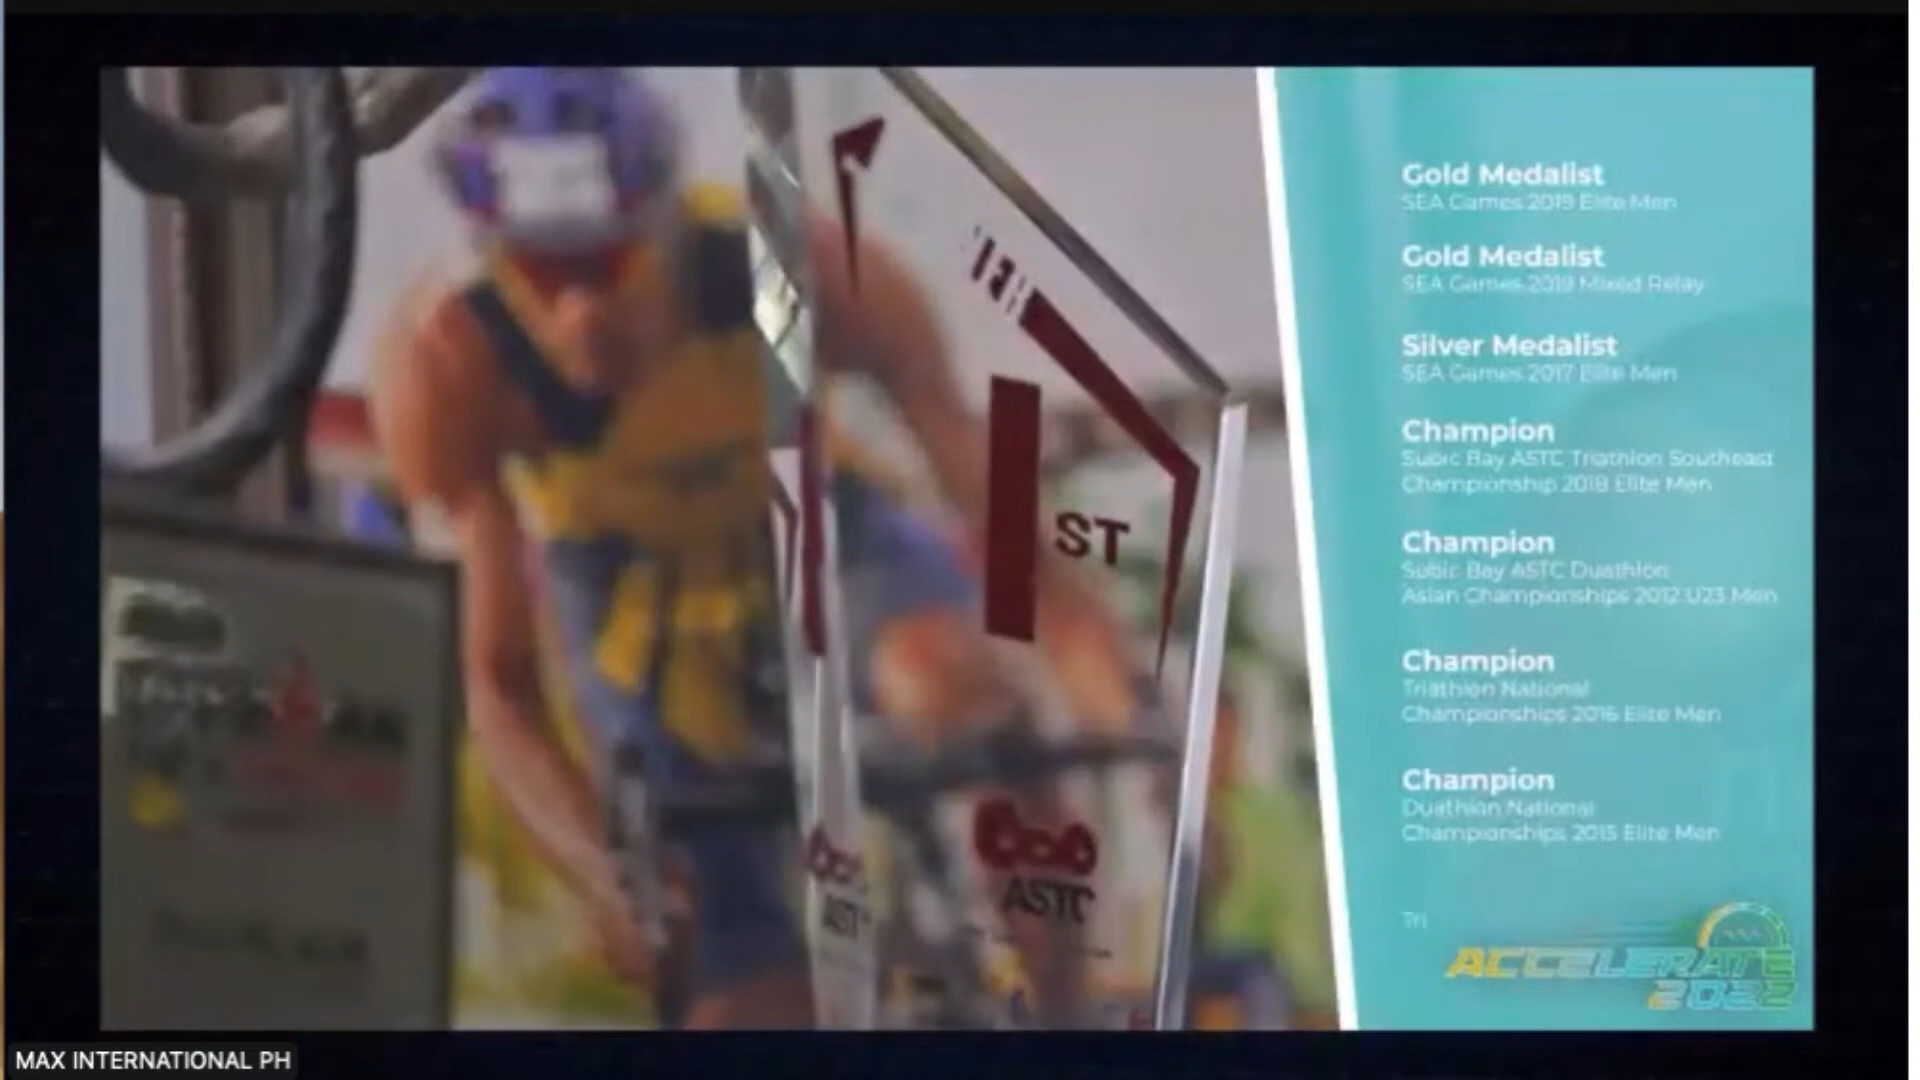 Gold Medalist
SEA Games 2019 Elite Men
Gold Medalist
SEA Games 2019 Mixed Relay
Silver Medalist
SEA Games 2017 Elite Men
Champion
Subic Bay ASTC Triathlon Southeast
Championship 2018 Elite Men
Champion
Subic Bay ASTC Duathlon
Asian Championships 2012 U23 Men
Champion
Triathlon National
Championships 2016 Elite Men
Champion
Duathlon National
Championships 2015 Elite Men
Tri
ACCELERATE
2022
1
ST
ASTC
MAX INTERNATIONAL PH